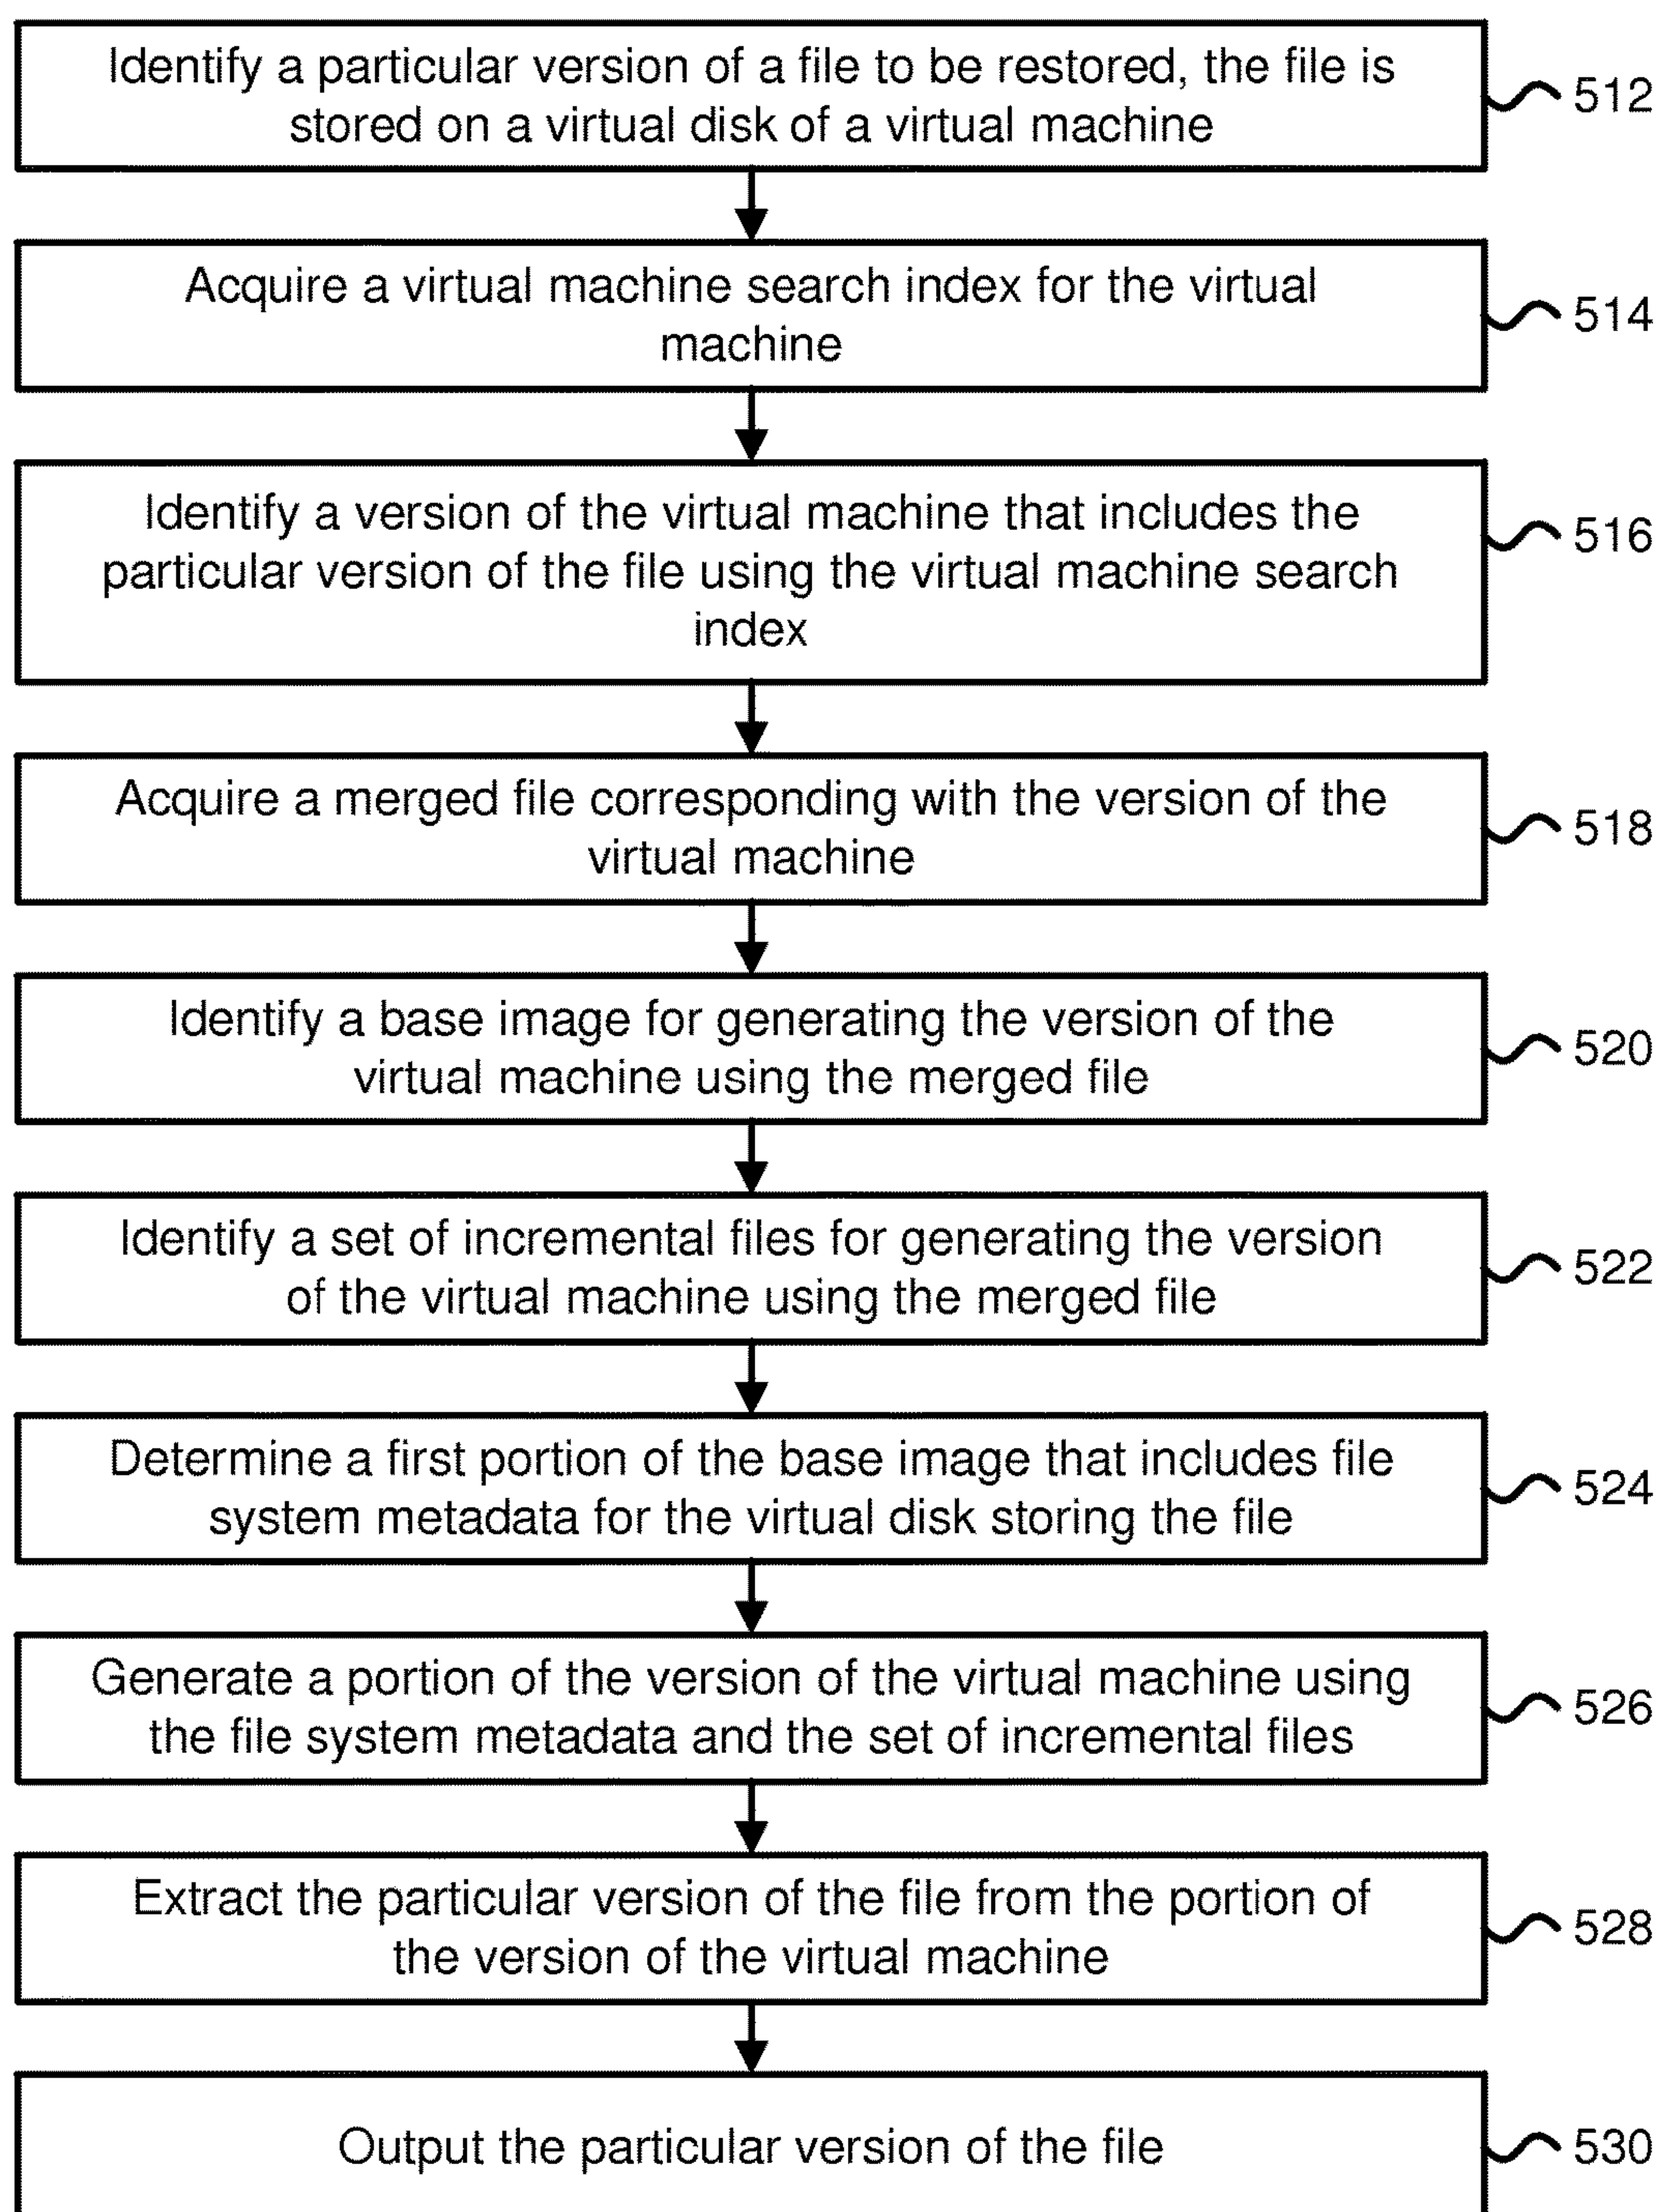 Identify a particular version of a file to be restored, the file is
stored on a virtual disk of a virtual machine
512
Acquire a virtual machine search index for the virtual
machine
514
Identify a version of the virtual machine that includes the
particular version of the file using the virtual machine search
index
516
Acquire a merged file corresponding with the version of the
virtual machine
518
Identify a base image for generating the version of the
virtual machine using the merged file
520
Identify a set of incremental files for generating the version
of the virtual machine using the merged file
522
Determine a first portion of the base image that includes file
system metadata for the virtual disk storing the file
524
Generate a portion of the version of the virtual machine using
the file system metadata and the set of incremental files
526
Extract the particular version of the file from the portion of
the version of the virtual machine
528
Output the particular version of the file
530